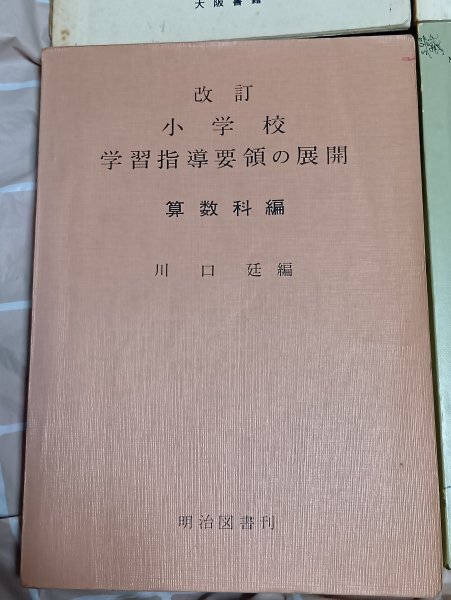 大阪書籍
改訂
小学校
学習指導要領の展開
算数科編
川口廷編
明治図書刊